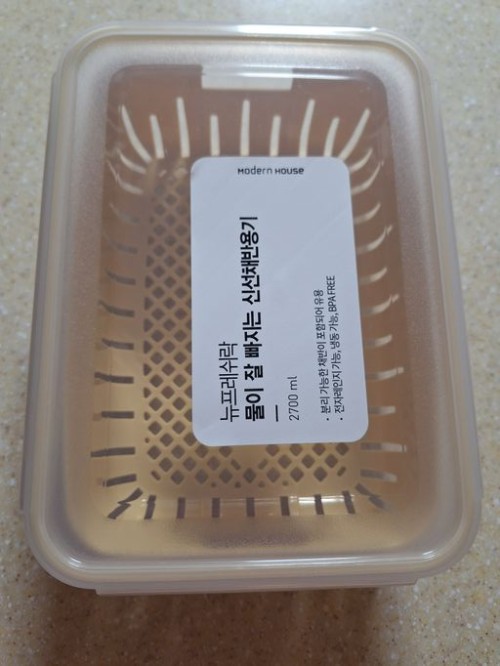 Modern House
뉴프레쉬락
물이 잘 빠지는 신선채반용기
2700 ml
· 분리 가능한 채반이 포함되어 유용
· 전자레인지 가능, 냉동 가능, BPA FREE